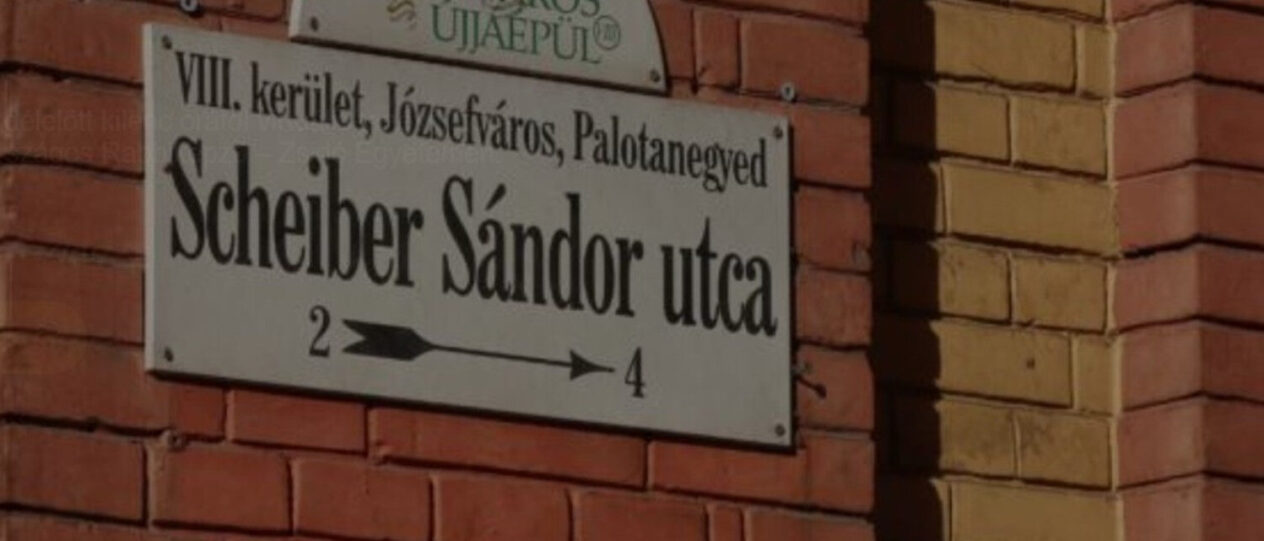 ÚJJÁÉPÜL
VIII. kerület, Józsefváros, Palotanegyed
Scheiber Sándor utca
2 4